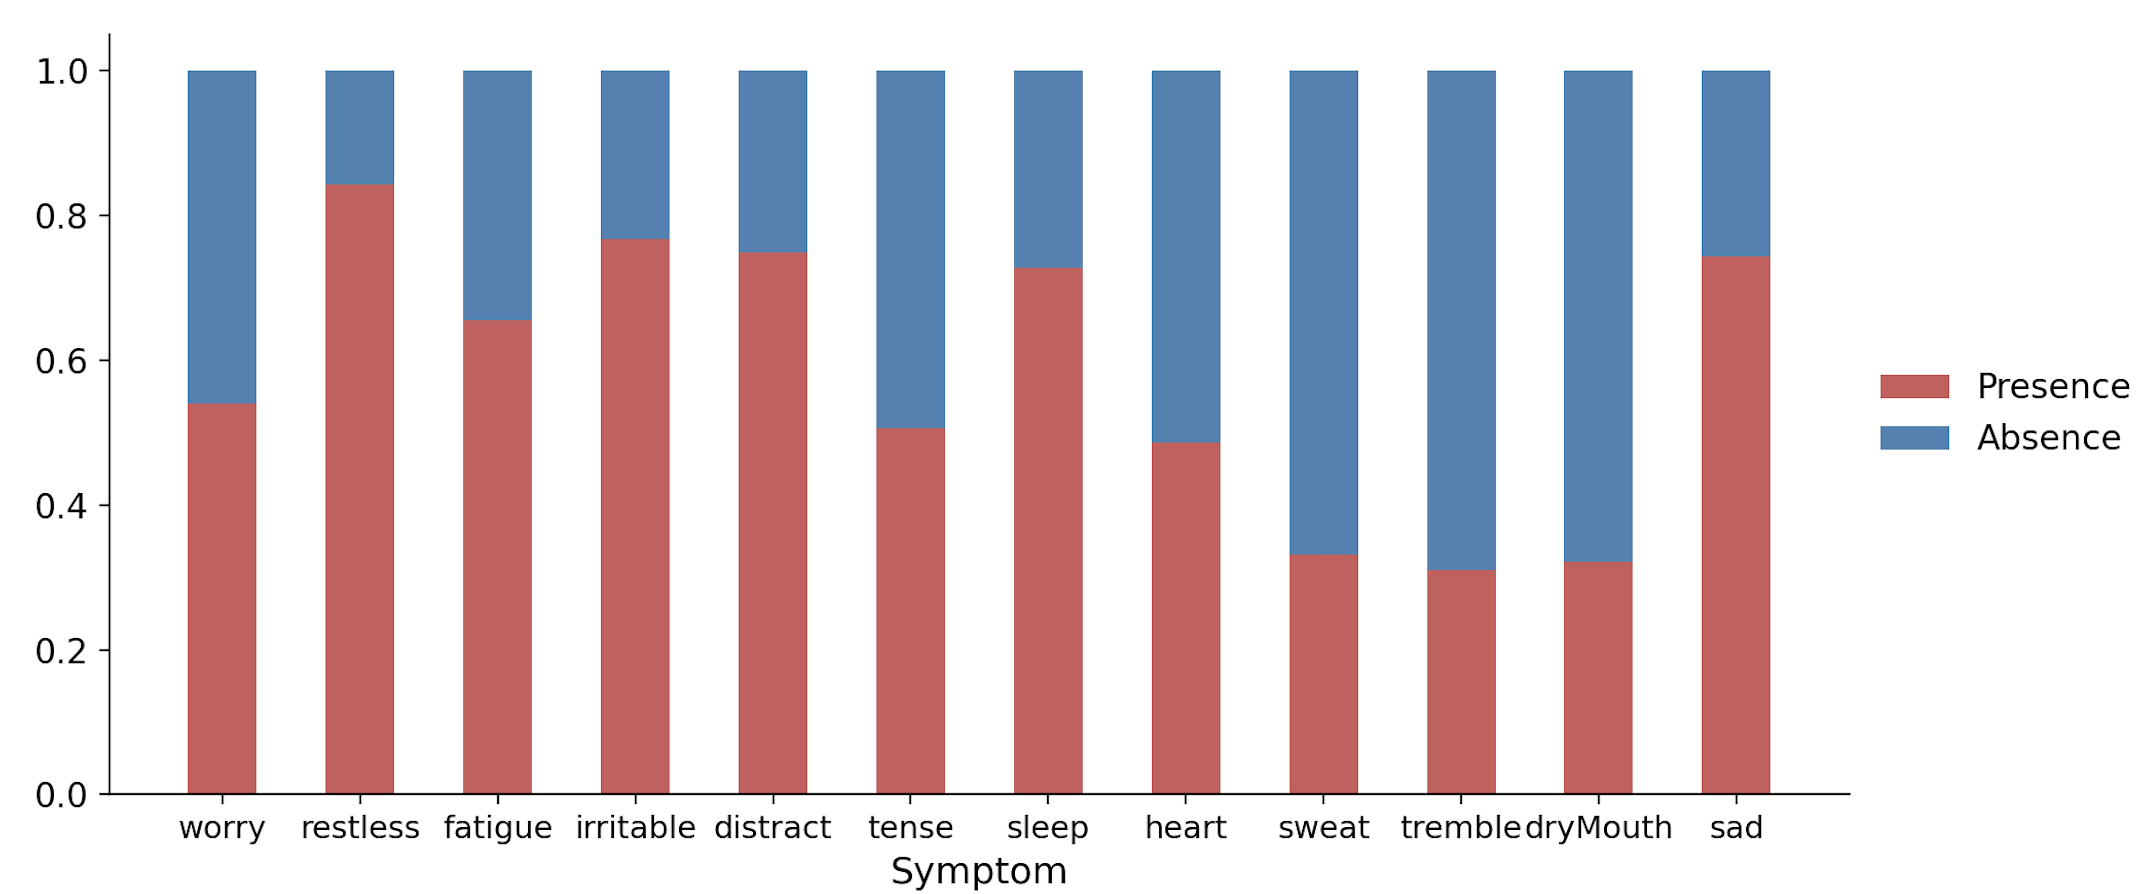 1.0
0.8
0.6
0.4
0.2
0.0
worry restless fatigue irritable distract tense sleep heart sweat tremble dryMouth sad
Symptom
Presence
Absence